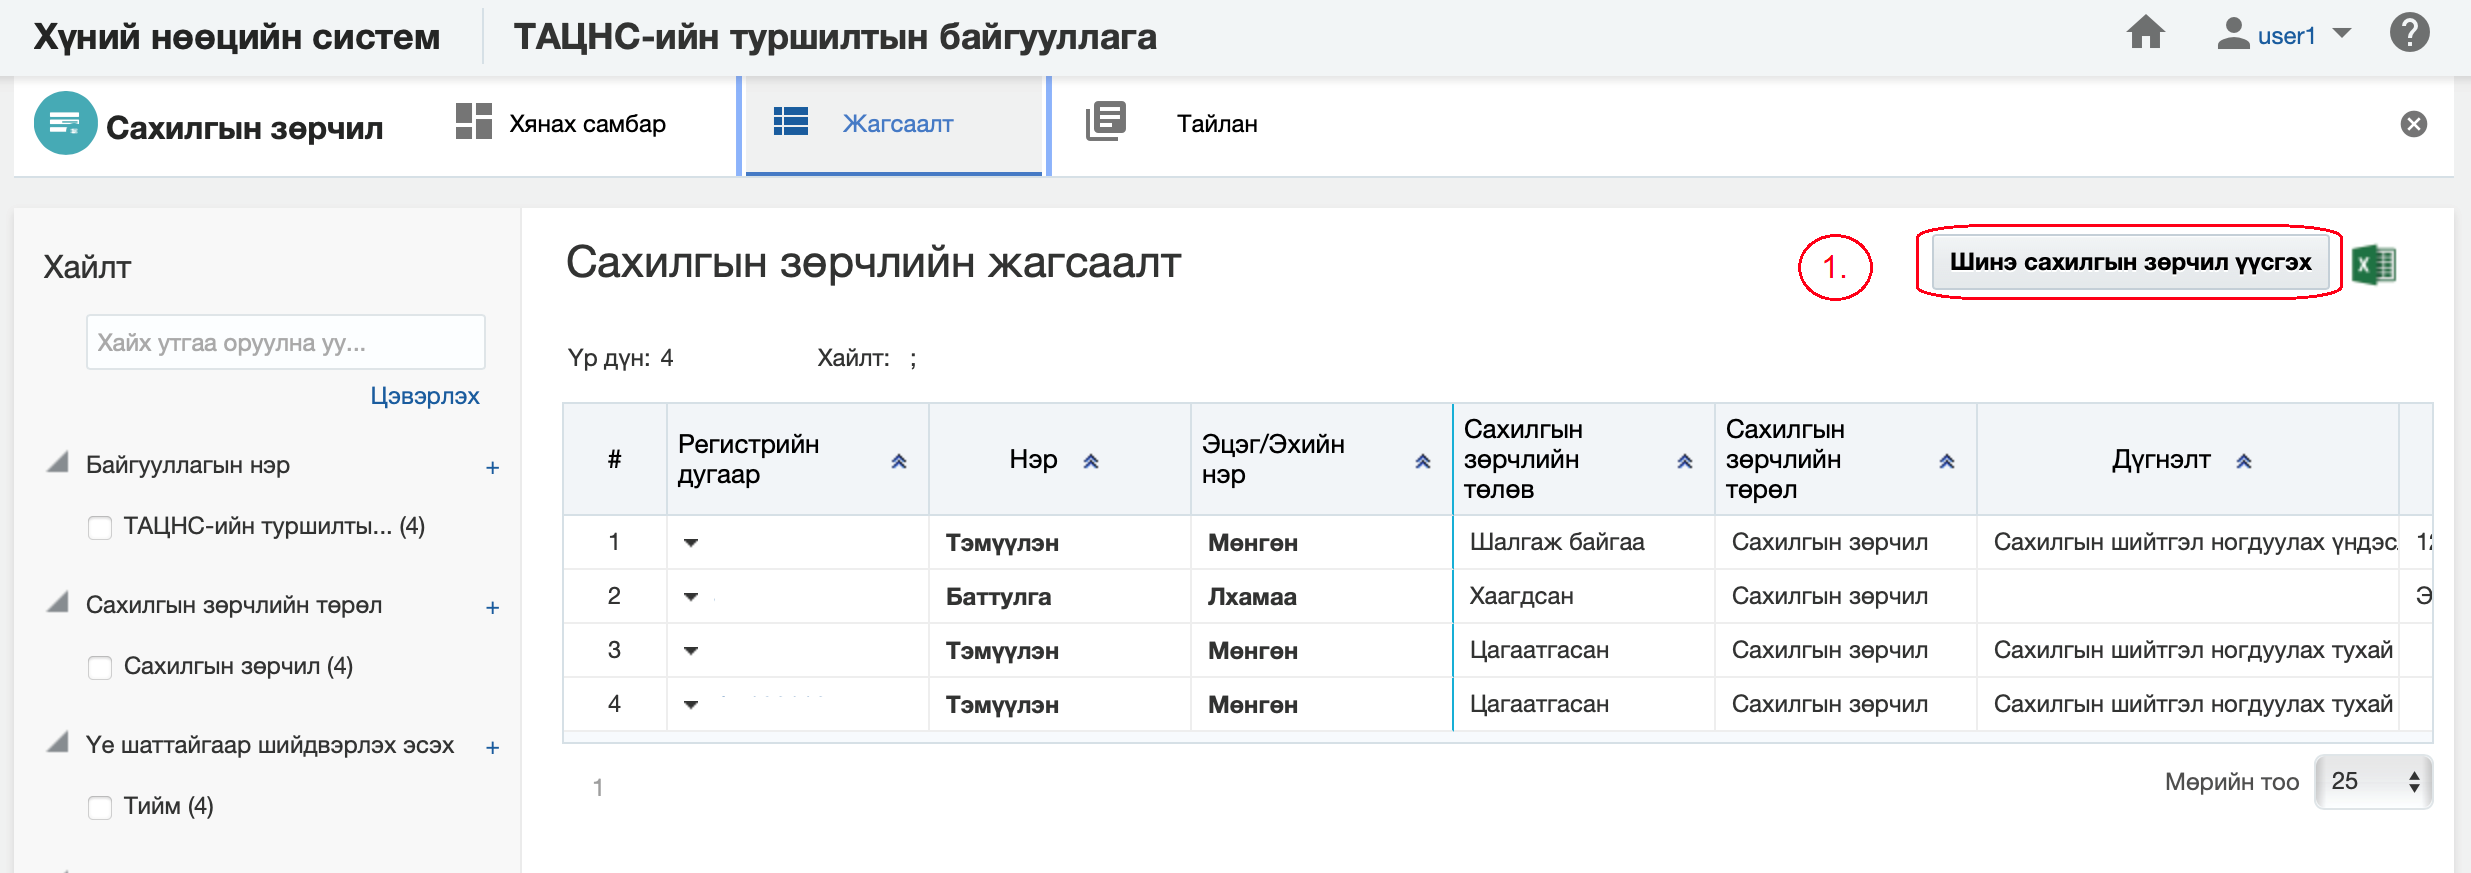 Хүний нөөцийн систем
ТАЦНС-ийн туршилтын байгууллага
user1
?
Сахилгын зөрчил
Хянах самбар
Жагсаалт
Тайлан
Хайлт
Хайх утгаа оруулна уу...
Цэвэрлэх
Байгууллагын нэр +
ТАЦНС-ийн туршилты... (4)
Сахилгын зөрчлийн төрөл +
Сахилгын зөрчил (4)
Үе шаттайгаар шийдвэрлэх эсэх +
Тийм (4)
Сахилгын зөрчлийн жагсаалт
1.
Шинэ сахилгын зөрчил үүсгэх
Үр дүн: 4 Хайлт: ;
# Регистрийн дугаар Нэр Эцэг/Эхийн нэр Сахилгын зөрчлийн төлөв Сахилгын зөрчлийн төрөл Дүгнэлт
1 Тэмүүлэн Мөнгөн Шалгаж байгаа Сахилгын зөрчил Сахилгын шийтгэл ногдуулах
2 Баттулга Лхамаа Хаагдсан Сахилгын зөрчил Э
3 Тэмүүлэн Мөнгөн Цагаатгасан Сахилгын зөрчил Сахилгын шийтгэл ногдуулах тухай
4 Тэмүүлэн Мөнгөн Цагаатгасан Сахилгын зөрчил Сахилгын шийтгэл ногдуулах тухай
1
Мөрийн тоо 25